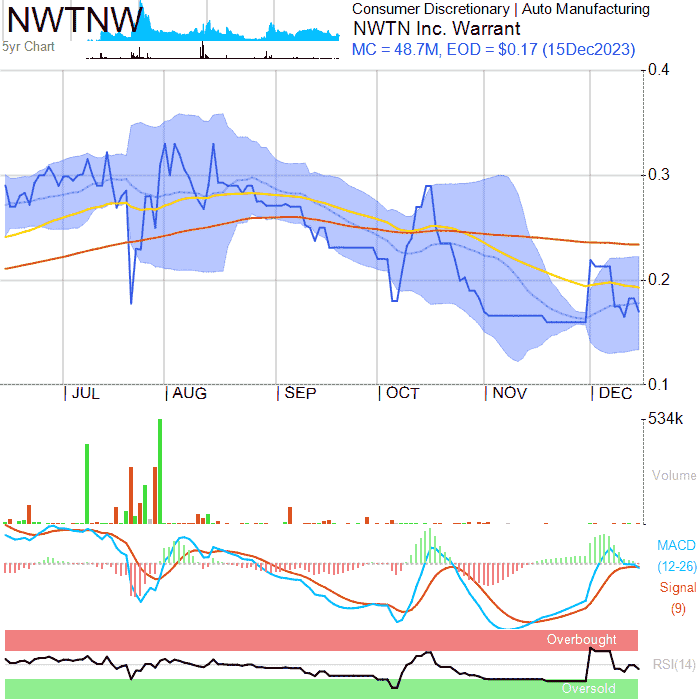 NWTNW
5yr Chart
Consumer Discretionary | Auto Manufacturing
NWTN Inc. Warrant
MC = 48.7M, EOD = $0.17 (15Dec2023)
0.4
0.3
0.2
0.1
| JUL
| AUG
| SEP
| OCT
| NOV
| DEC
534k
Volume
MACD
(12-26)
Signal
(9)
Overbought
RSI(14)
Oversold